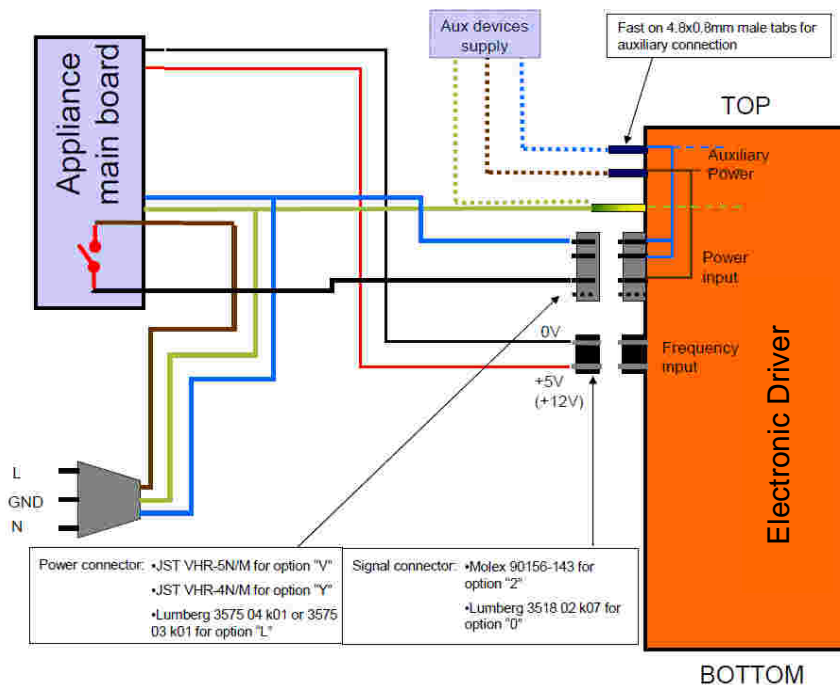 Appliance
main board
Aux devices
supply
Fast on 4.8x0.8mm male tabs for
auxiliary connection
TOP
Auxiliary
Power
Power
input
0V
Frequency
input
+5V
(+12V)
Electronic Driver
L
GND
N
Power connector: •JST VHR-5N/M for option "V"
•JST VHR-4N/M for option "Y"
•Lumberg 3575 04 k01 or 3575
03 k01 for option "L"
Signal connector: •Molex 90156-143 for
option "2"
•Lumberg 3518 02 k07 for
option "0"
BOTTOM